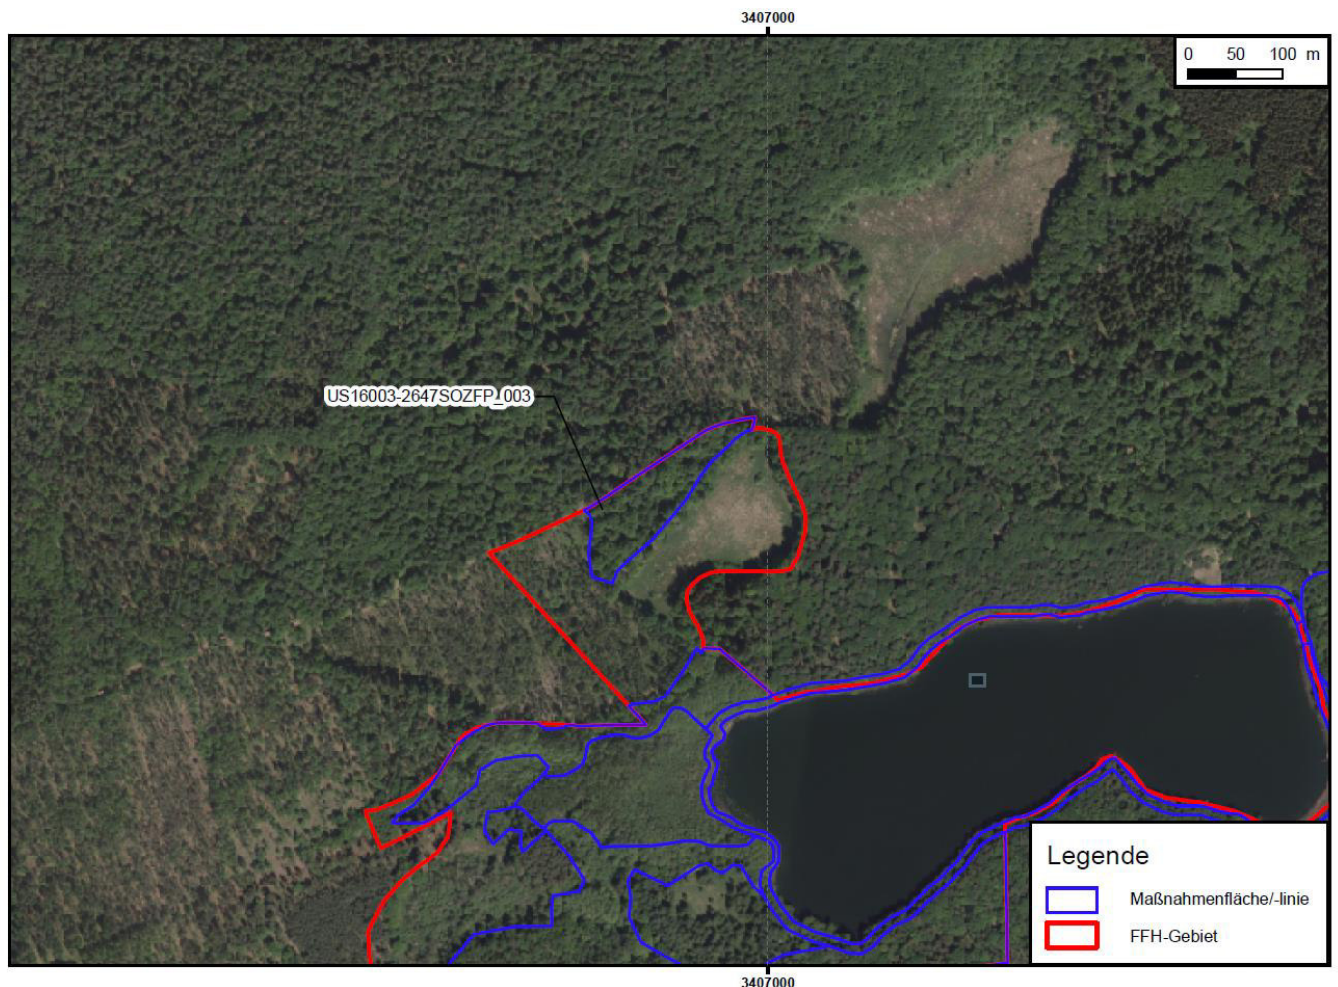 3407000
0 50 100 m
US16003-2647SOZFP_003
Legende
Maßnahmenfläche/-linie
FFH-Gebiet
3407000